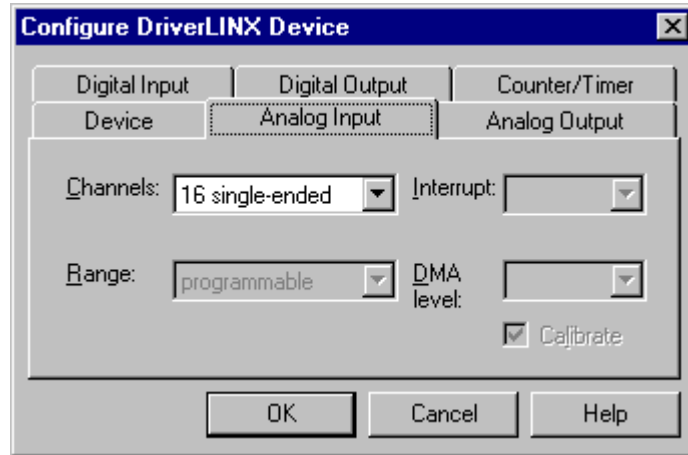 Configure DriverLINX Device
Digital Input Digital Output Counter/Timer
Device Analog Input Analog Output
Channels: 16 single-ended Interrupt:
Range: programmable DMA level:
Calibrate
OK Cancel Help